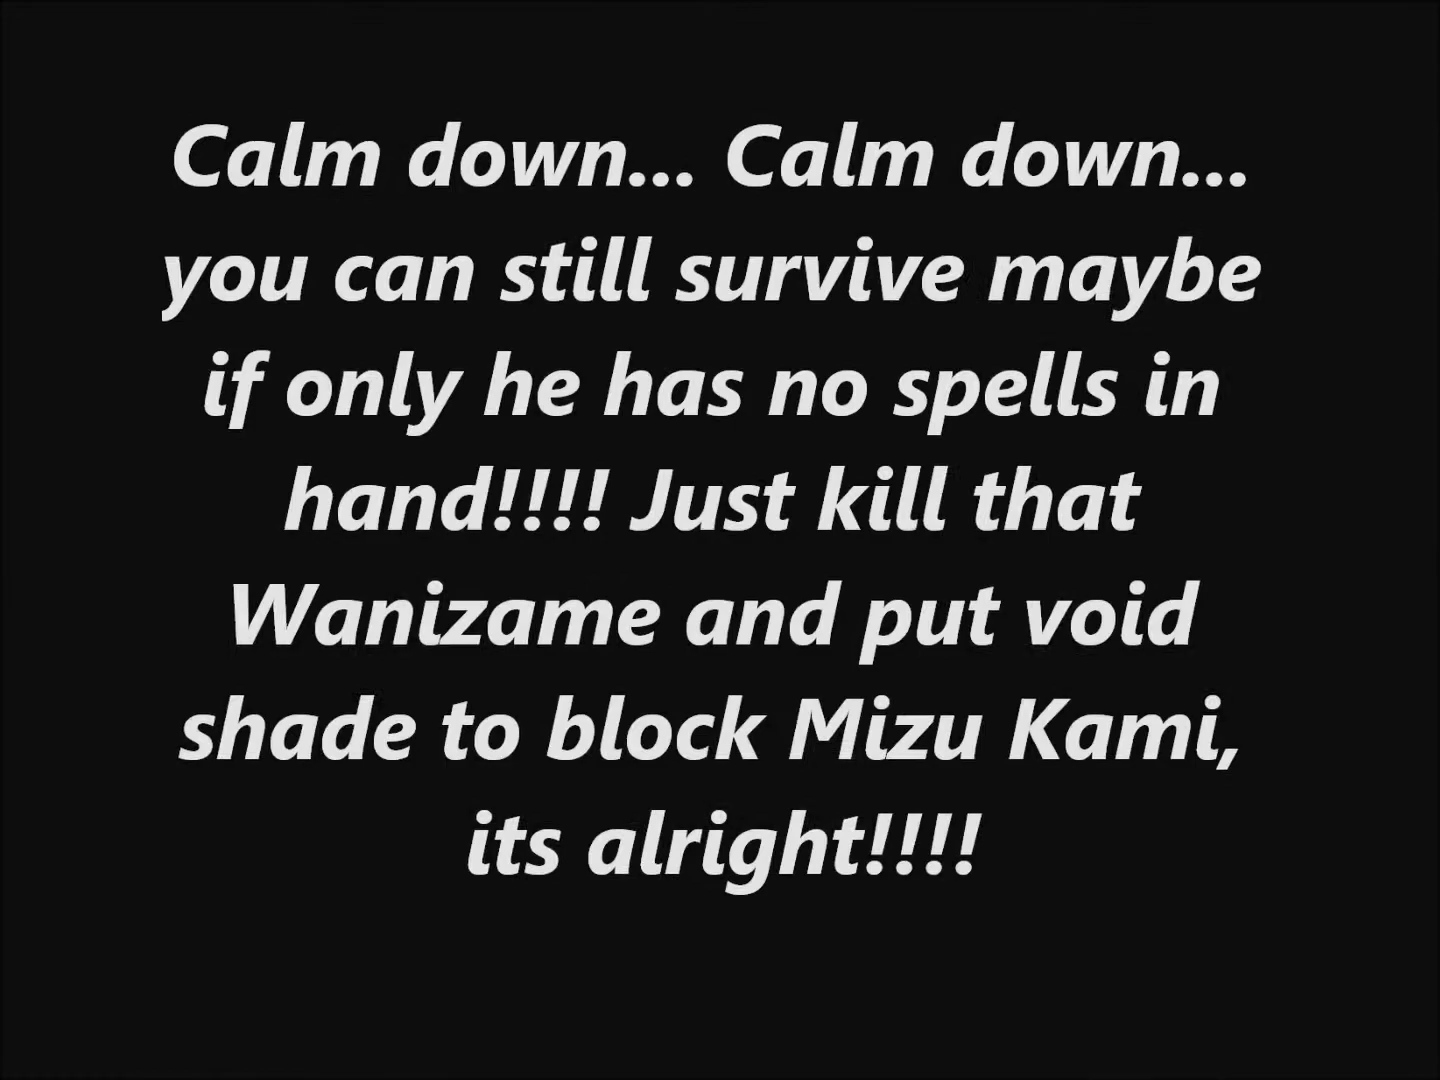 Calm down... Calm down...
you can still survive maybe
if only he has no spells in
hand!!!! Just kill that
Wanizame and put void
shade to block Mizu Kami,
its alright!!!!